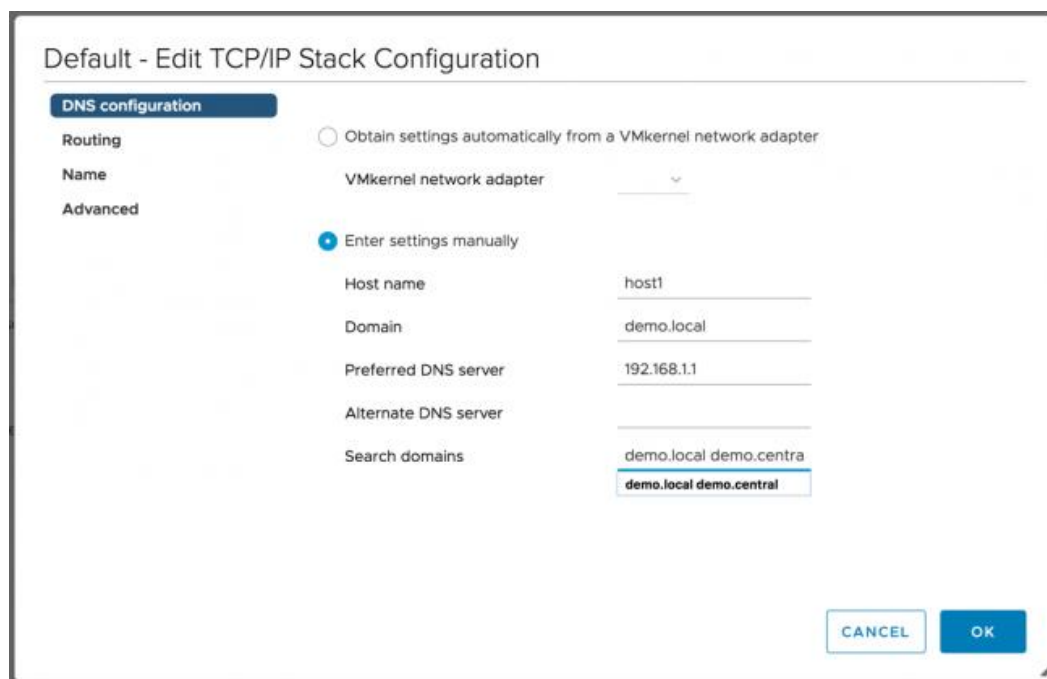 Default - Edit TCP/IP Stack Configuration
DNS configuration
Routing
Name
Advanced
Obtain settings automatically from a VMkernel network adapter
VMkernel network adapter
Enter settings manually
Host name host1
Domain demo.local
Preferred DNS server 192.168.1.1
Alternate DNS server
Search domains demo.local demo.centra
demo.local demo.central
CANCEL OK